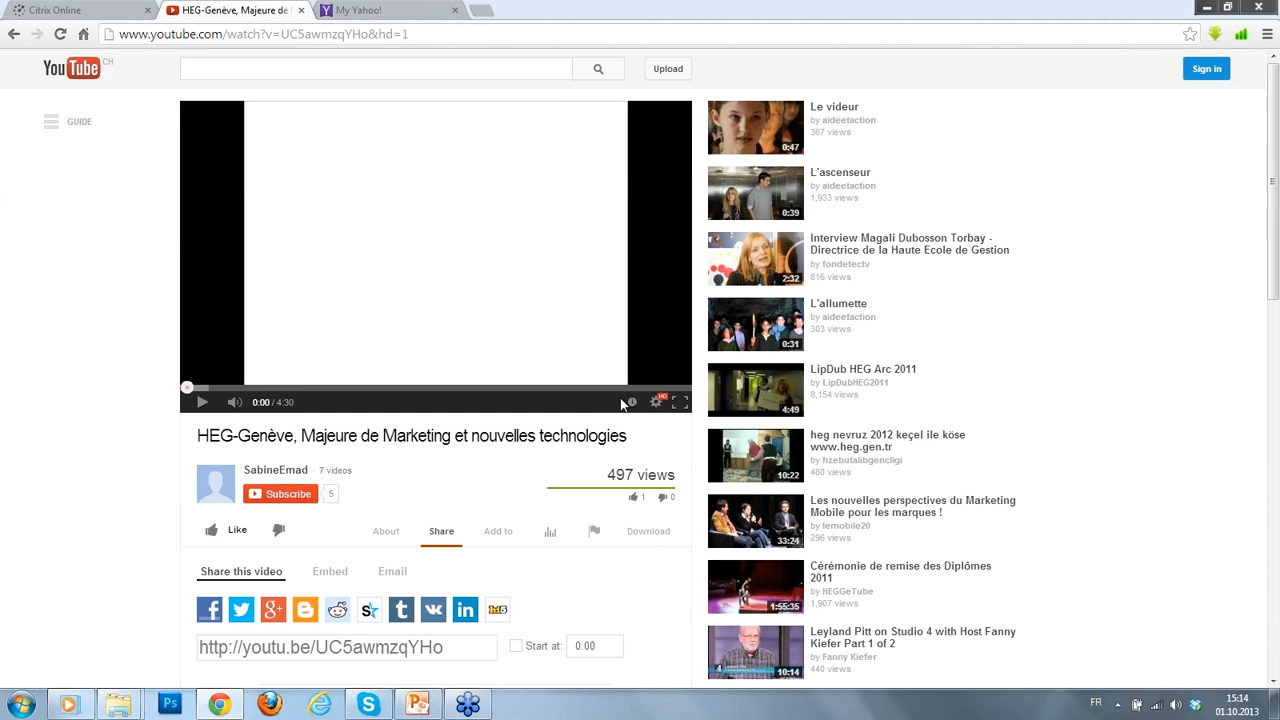 Citrix Online
HEG-Genève, Majeure de
My Yahoo!
www.youtube.com/watch?v=UC5awmzqYHo&hd=1
YouTube CH
Upload
Sign in
GUIDE
0:00 / 4:30
HD
HEG-Genève, Majeure de Marketing et nouvelles technologies
SabineEmad · 7 videos
Subscribe 5
497 views
1 0
Like
About Share Add to Download
Share this video Embed Email
http://youtu.be/UC5awmzqYHo
Start at: 0:00
Le videur
by aideetaction
367 views
0:47
L'ascenseur
by aideetaction
1,933 views
0:39
Interview Magali Dubosson Torbay -
Directrice de la Haute Ecole de Gestion
by fondetectv
816 views
2:32
L'allumette
by aideetaction
303 views
0:31
LipDub HEG Arc 2011
by LipDubHEG2011
8,154 views
4:49
heg nevruz 2012 keçel ile köse
www.heg.gen.tr
by hzebutalibgencligi
480 views
10:22
Les nouvelles perspectives du Marketing
Mobile pour les marques !
by lemobile20
296 views
33:24
Cérémonie de remise des Diplômes
2011
by HEGGeTube
1,907 views
1:55:35
Leyland Pitt on Studio 4 with Host Fanny
Kiefer Part 1 of 2
by Fanny Kiefer
440 views
10:14
FR
15:14
01.10.2013